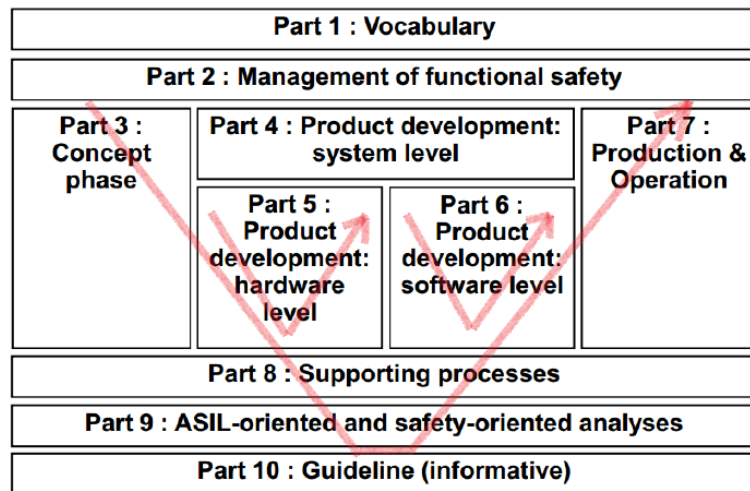 Part 1 : Vocabulary
Part 2 : Management of functional safety
Part 3 :
Concept
phase
Part 4 : Product development:
system level
Part 5 :
Product
development:
hardware
level
Part 6 :
Product
development:
software level
Part 7 :
Production &
Operation
Part 8 : Supporting processes
Part 9 : ASIL-oriented and safety-oriented analyses
Part 10 : Guideline (informative)